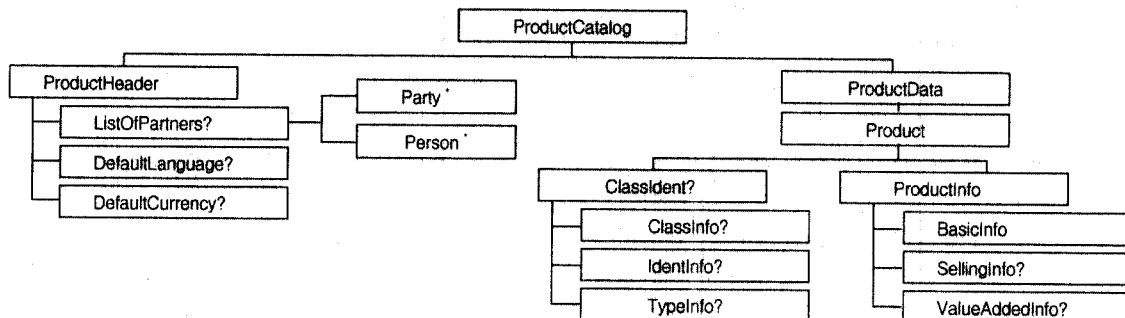 ProductCatalog
ProductHeader
ListOfPartners?
DefaultLanguage?
DefaultCurrency?
Party *
Person *
ProductData
Product
ClassIdent?
ClassInfo?
IdentInfo?
TypeInfo?
ProductInfo
BasicInfo
SellingInfo?
ValueAddedInfo?